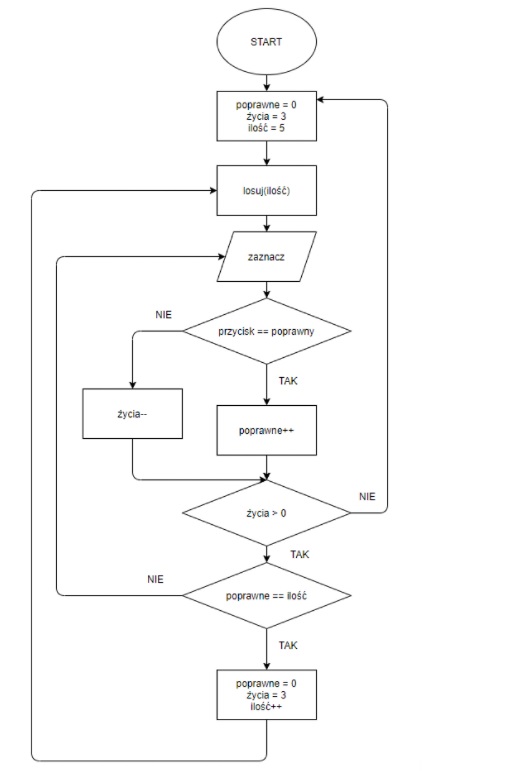 START
poprawne = 0
życia = 3
ilość = 5
losuj(ilość)
zaznacz
przycisk == poprawny
NIE
TAK
życia--
poprawne++
życia > 0
NIE
TAK
poprawne == ilość
NIE
TAK
poprawne = 0
życia = 3
ilość++